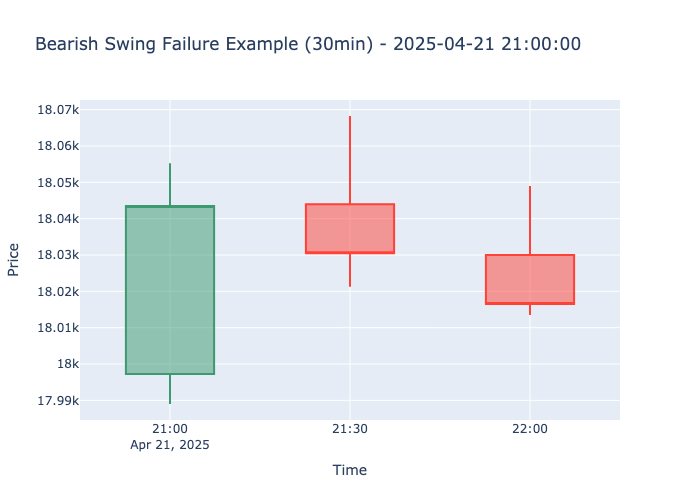 Bearish Swing Failure Example (30min) - 2025-04-21 21:00:00
18.07k
18.06k
18.05k
18.04k
18.03k
18.02k
18.01k
18k
17.99k
Price
21:00
Apr 21, 2025
21:30
22:00
Time